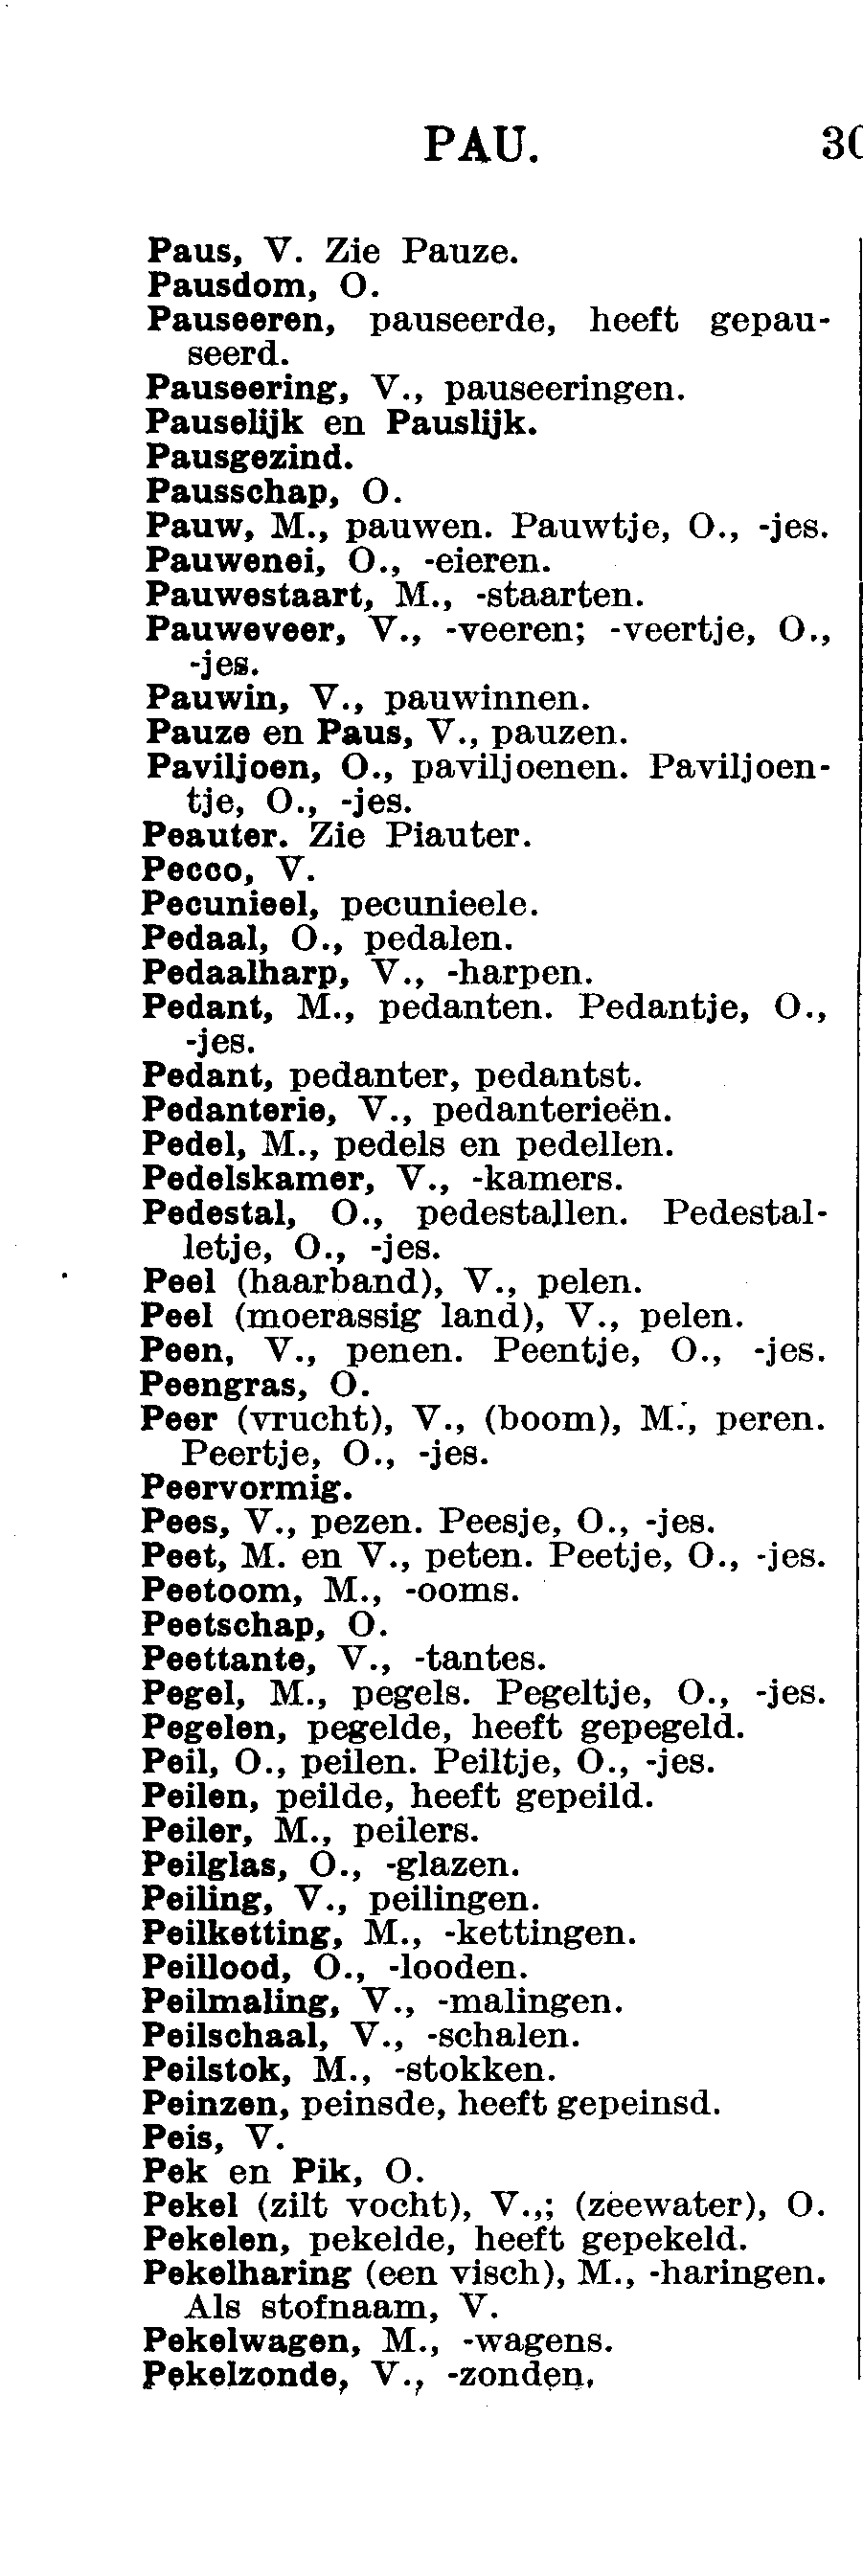 PAU.
Paus, V. Zie Pauze.
Pausdom, O.
Pauseeren, pauseerde, heeft gepau-
seerd.
Pauseering, V., pauseeringen.
Pauselijk en Pauslijk.
Pausgezind.
Pausschap, O.
Pauw, M., pauwen. Pauwtje, O., -jes.
Pauwenei, O., -eieren.
Pauwestaart, M., -staarten.
Pauweveer, V., -veeren; -veertje, O.,
-jes.
Pauwin, V., pauwinnen.
Pauze en Paus, V., pauzen.
Paviljoen, O., paviljoenen. Paviljoen-
tje, O., -jes.
Peauter. Zie Piauter.
Pecco, V.
Pecunieel, pecunieele.
Pedaal, O., pedalen.
Pedaalharp, V., -harpen.
Pedant, M., pedanten. Pedantje, O.,
-jes.
Pedant, pedanter, pedantst.
Pedanterie, V., pedanterieën.
Pedel, M., pedels en pedellen.
Pedelskamer, V., -kamers.
Pedestal, O., pedestallen. Pedestal-
letje, O., -jes.
Peel (haarband), V., pelen.
Peel (moerassig land), V., pelen.
Peen, V., penen. Peentje, O., -jes.
Peengras, O.
Peer (vrucht), V., (boom), M., peren.
Peertje, O., -jes.
Peervormig.
Pees, V., pezen. Peesje, O., -jes.
Peet, M. en V., peten. Peetje, O., -jes.
Peetoom, M., -ooms.
Peetschap, O.
Peettante, V., -tantes.
Pegel, M., pegels. Pegeltje, O., -jes.
Pegelen, pegelde, heeft gepegeld.
Peil, O., peilen. Peiltje, O., -jes.
Peilen, peilde, heeft gepeild.
Peiler, M., peilers.
Peilglas, O., -glazen.
Peiling, V., peilingen.
Peilketting, M., -kettingen.
Peillood, O., -looden.
Peilmaling, V., -malingen.
Peilschaal, V., -schalen.
Peilstok, M., -stokken.
Peinzen, peinsde, heeft gepeinsd.
Peis, V.
Pek en Pik, O.
Pekel (zilt vocht), V.,; (zeewater), O.
Pekelen, pekelde, heeft gepekeld.
Pekelharing (een visch), M., -haringen.
Als stofnaam, V.
Pekelwagen, M., -wagens.
Pekelzonde, V., -zonden.